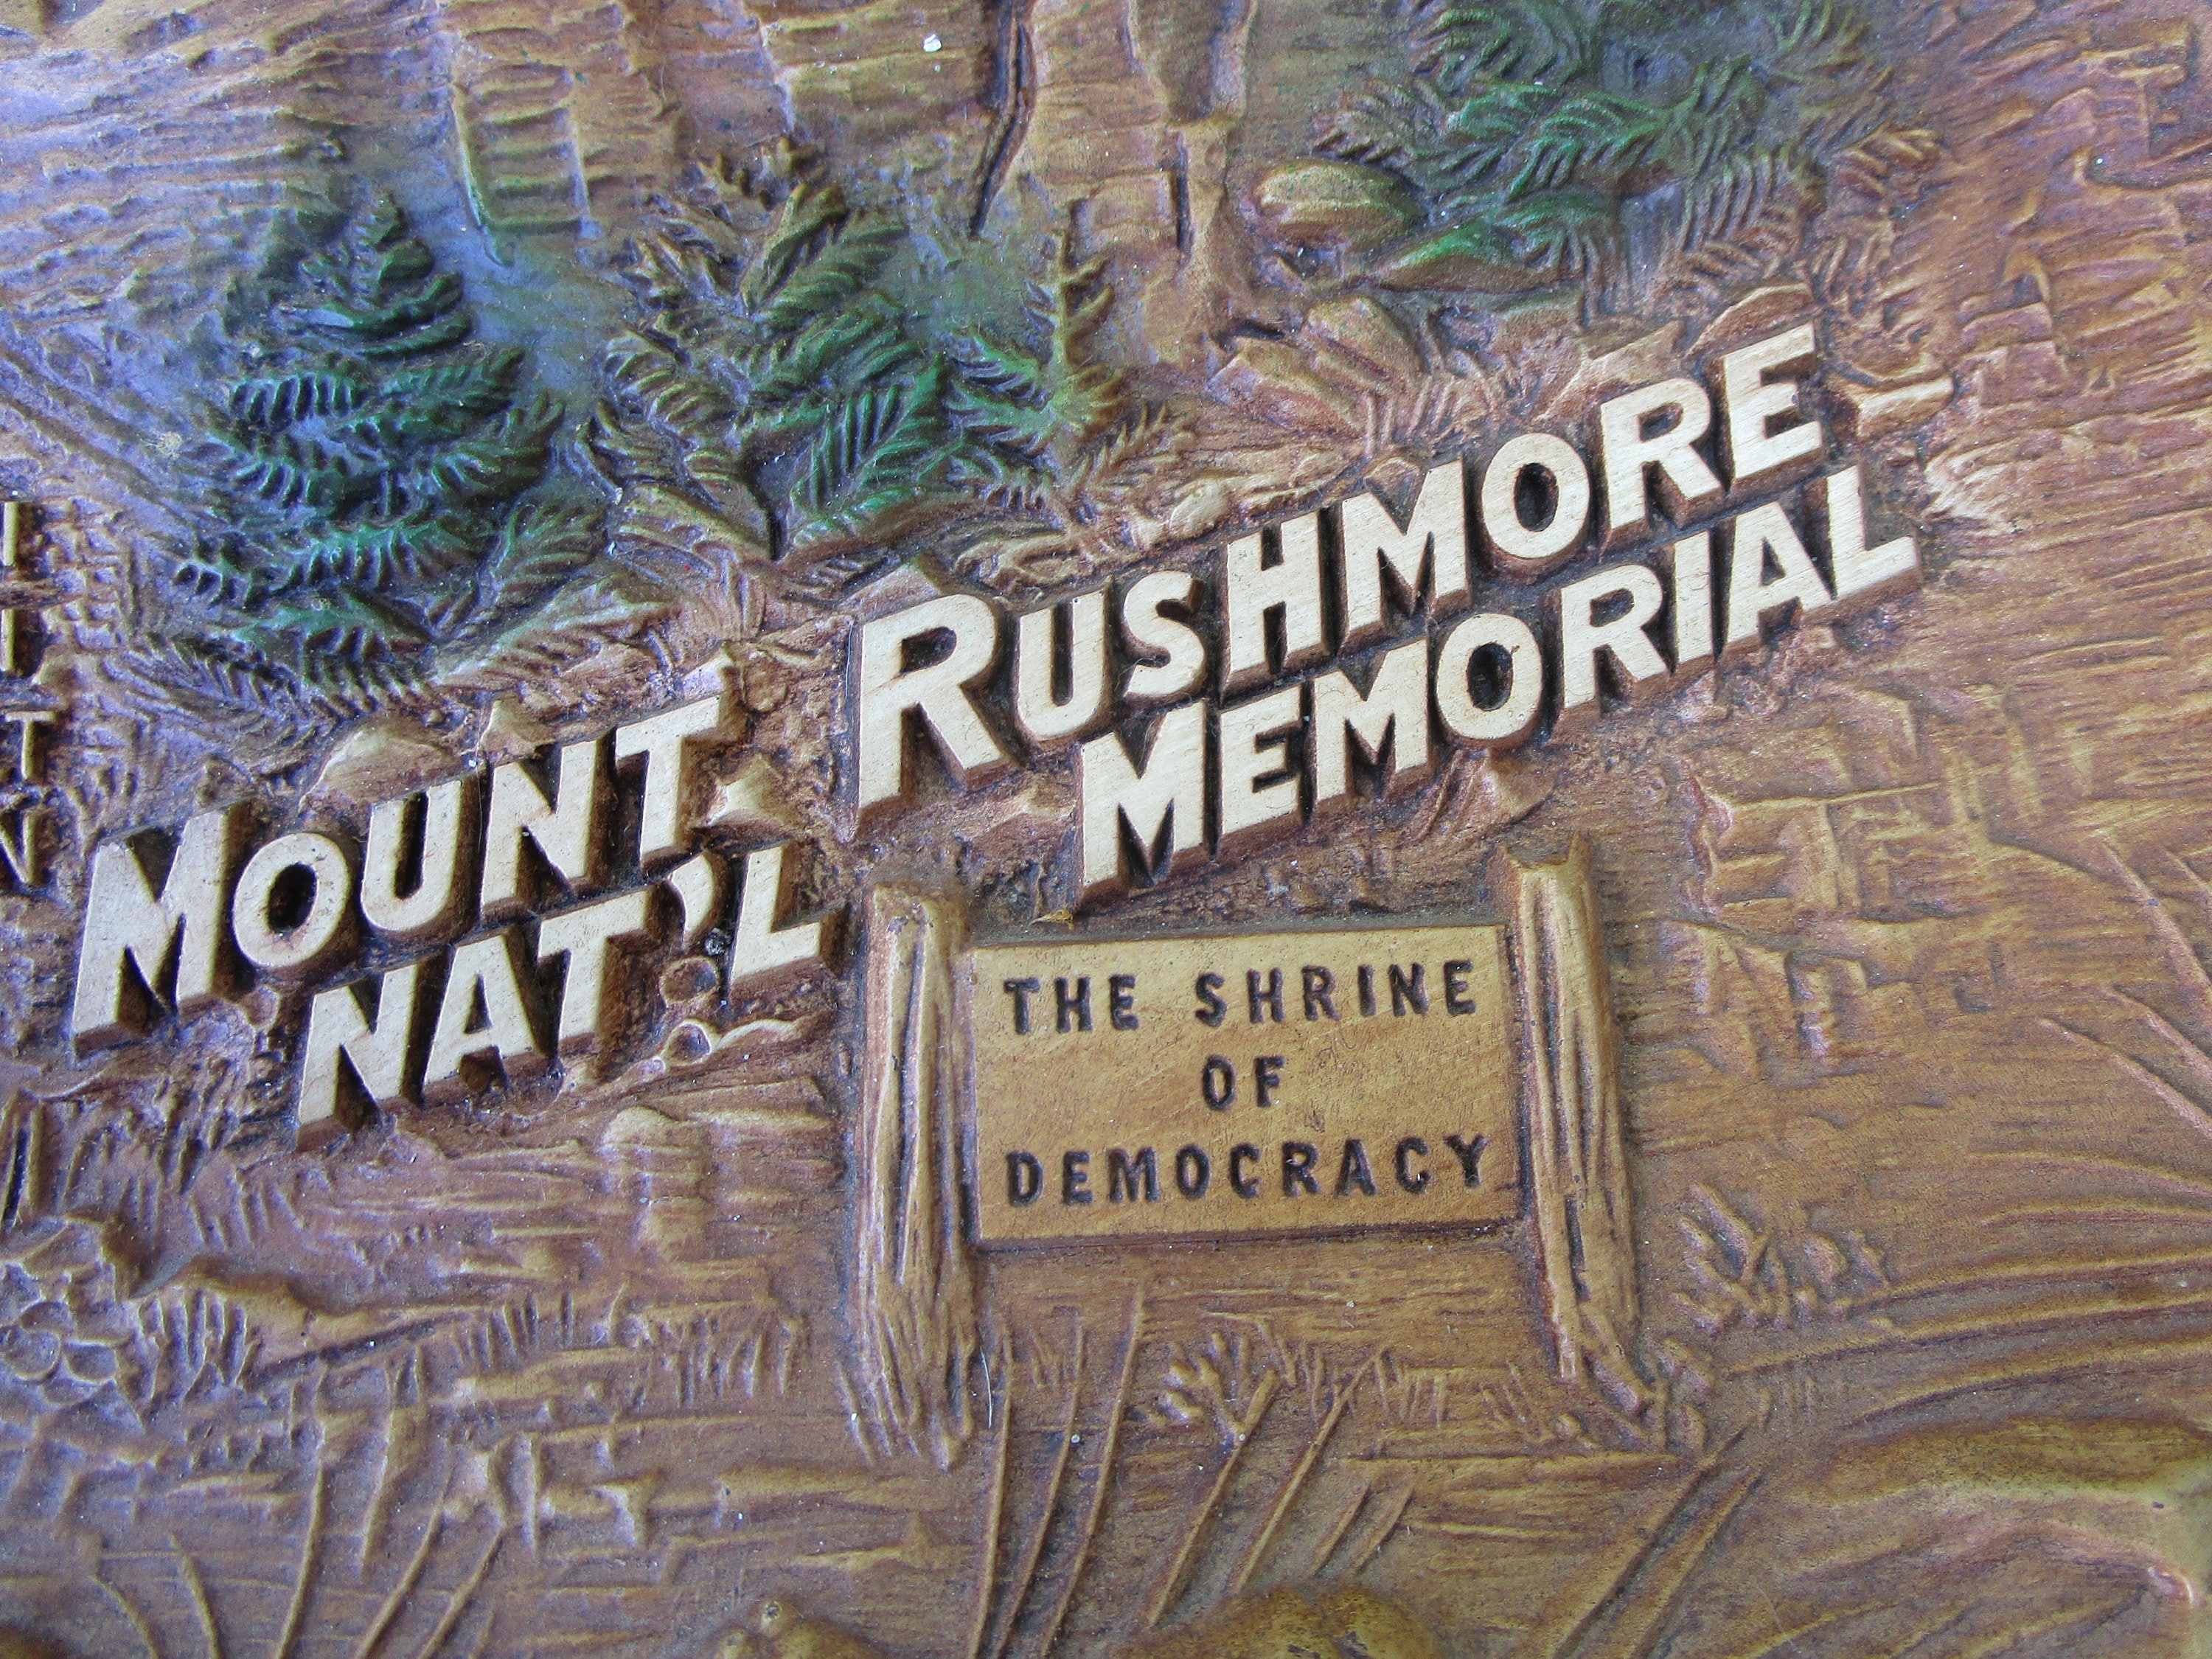 MOUNT RUSHMORE
NAT'L MEMORIAL
THE SHRINE
OF
DEMOCRACY